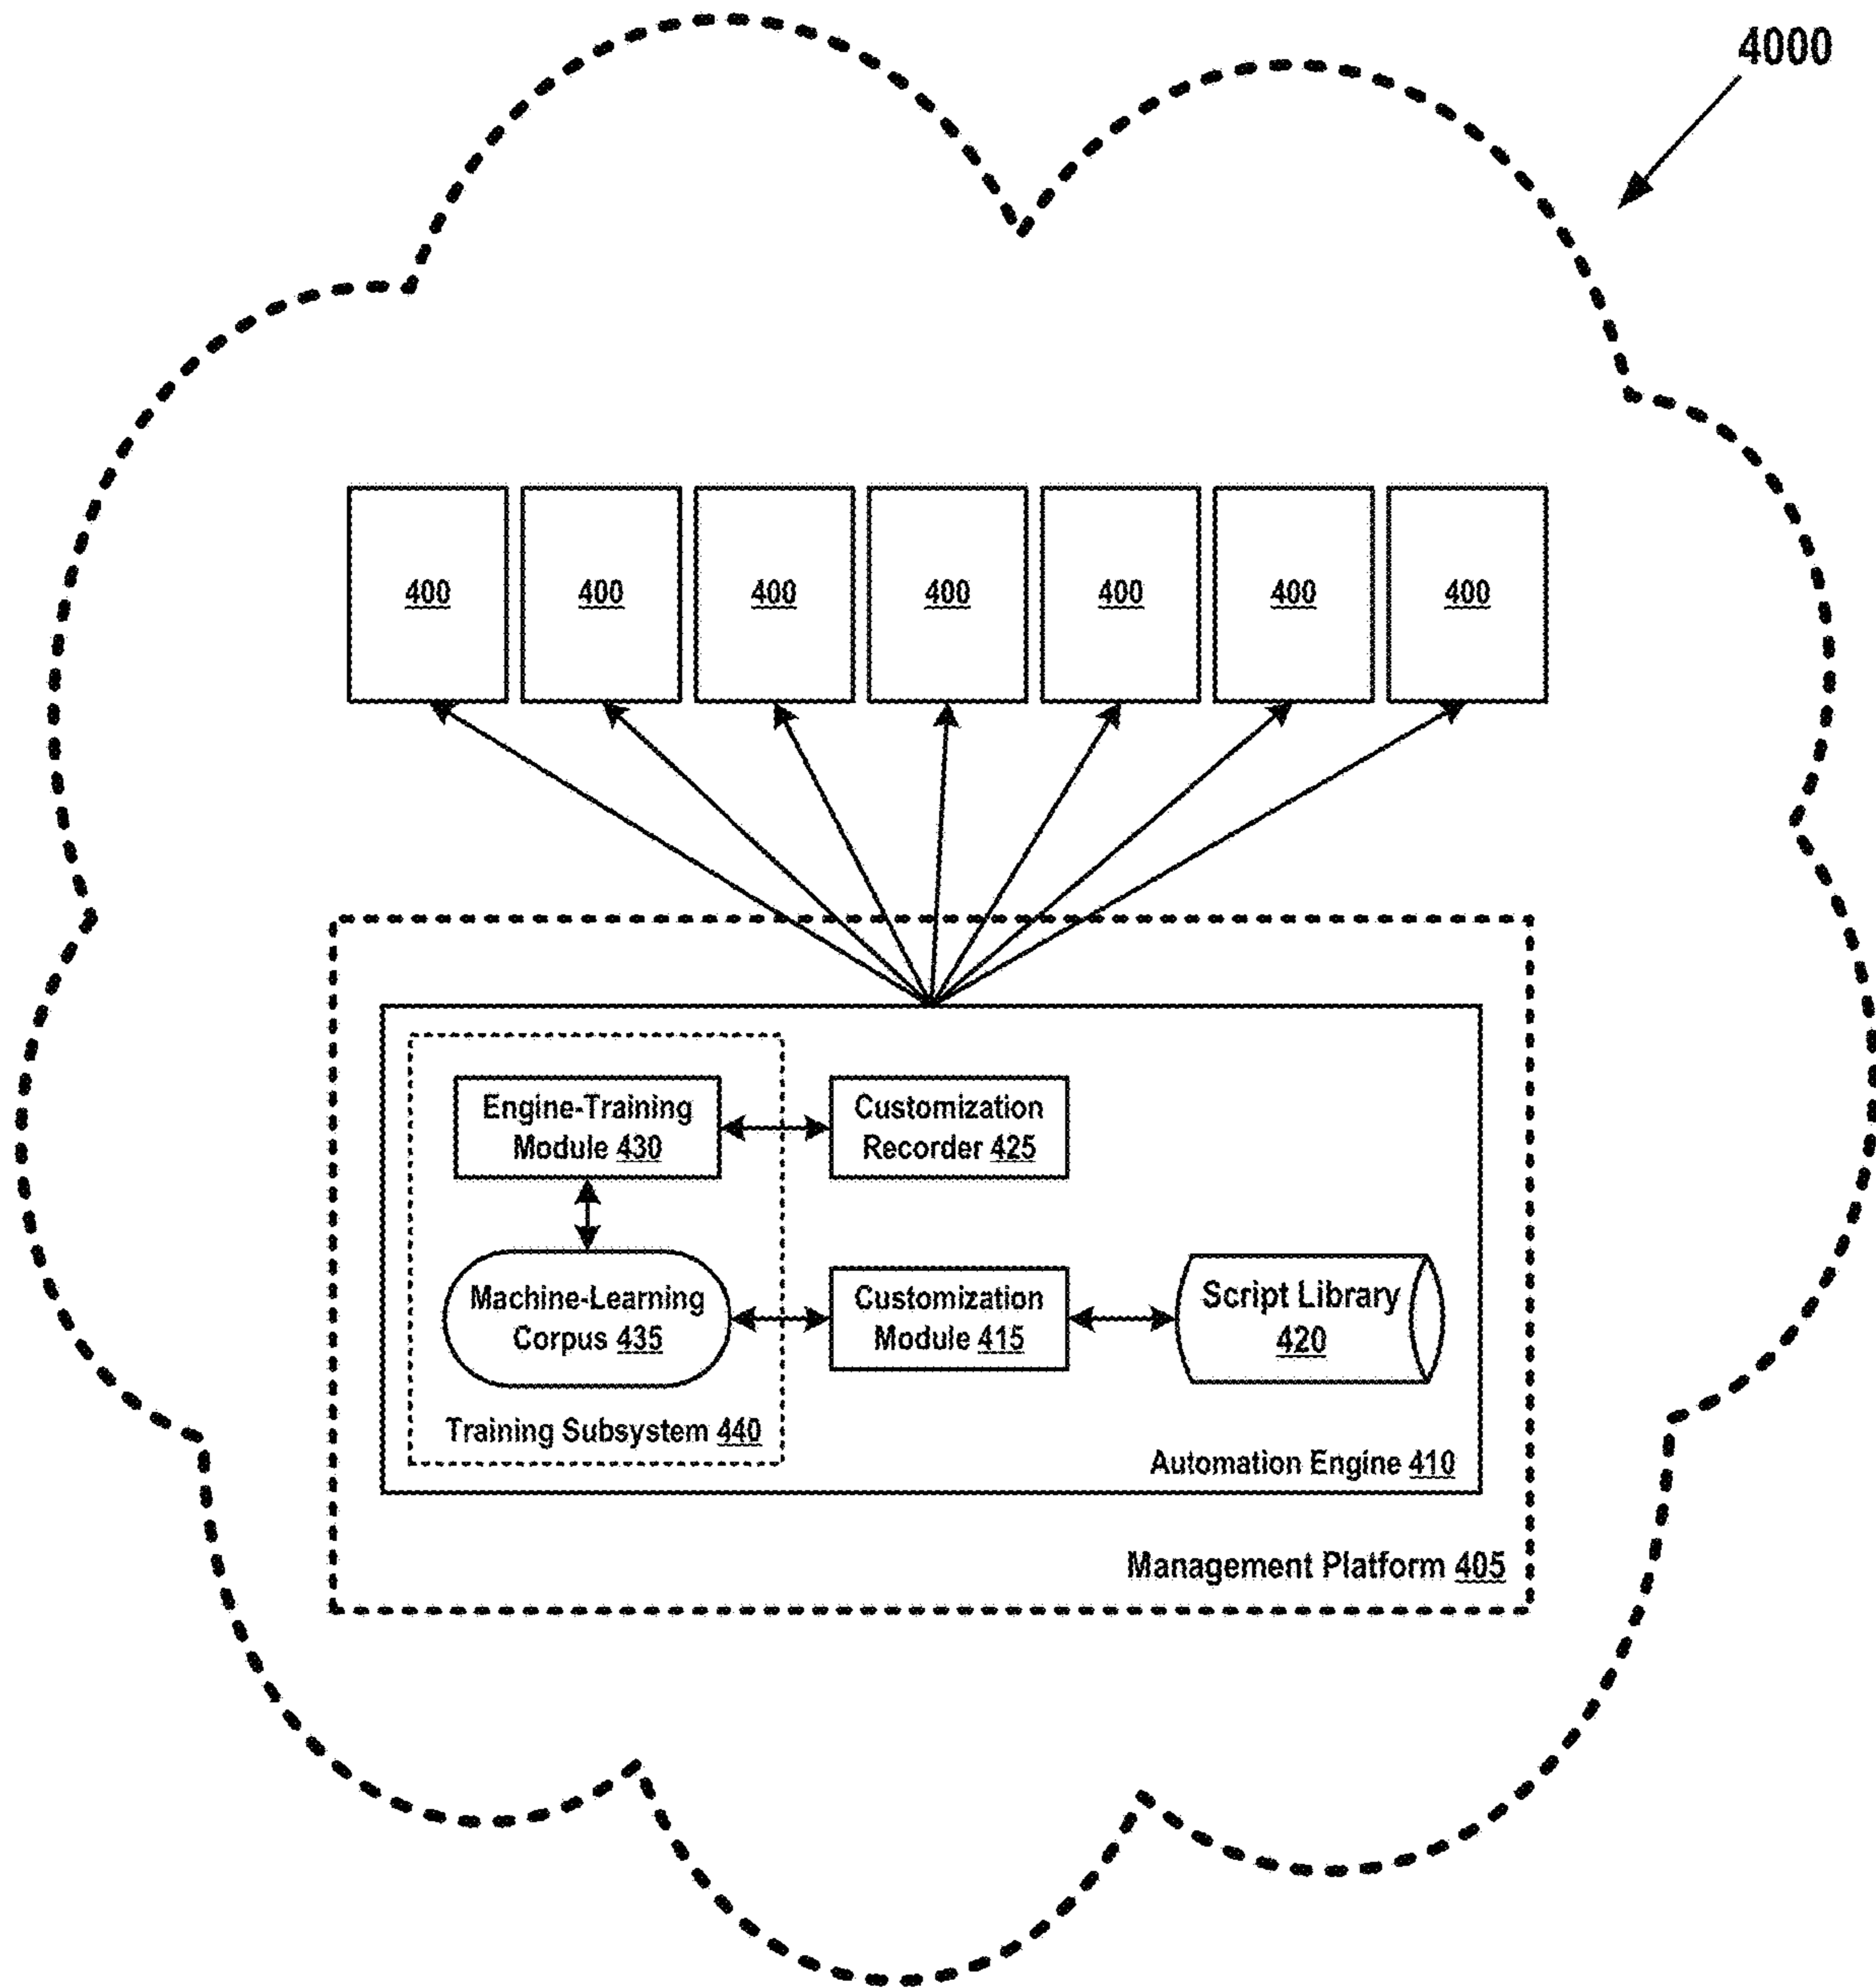 4000
400 400 400 400 400 400 400
Engine-Training
Module 430
Customization
Recorder 425
Machine-Learning
Corpus 435
Customization
Module 415
Script Library
420
Training Subsystem 440
Automation Engine 410
Management Platform 405